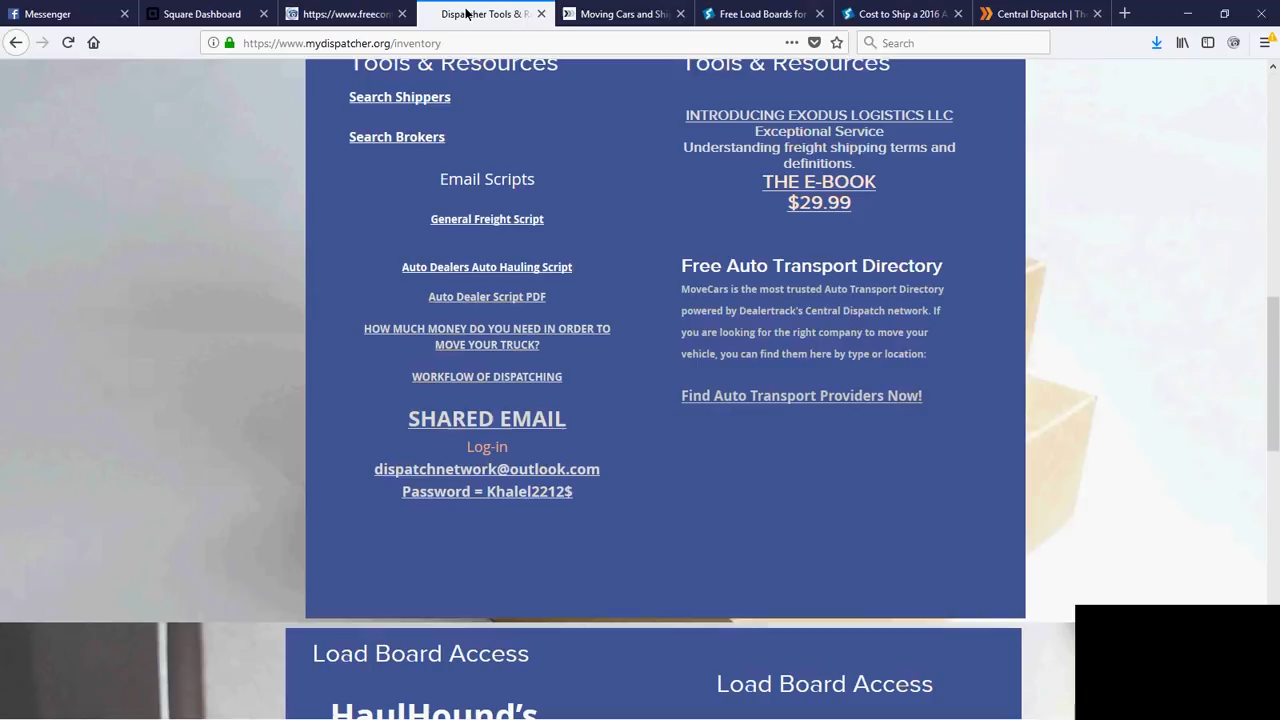 Messenger
Square Dashboard
https://www.freecon
Dispatcher Tools & R
Moving Cars and Ship
Free Load Boards for
Cost to Ship a 2016 A
Central Dispatch | The
https://www.mydispatcher.org/inventory
Search
Tools & Resources
Search Shippers
Search Brokers
Email Scripts
General Freight Script
Auto Dealers Auto Hauling Script
Auto Dealer Script PDF
HOW MUCH MONEY DO YOU NEED IN ORDER TO
MOVE YOUR TRUCK?
WORKFLOW OF DISPATCHING
SHARED EMAIL
Log-in
dispatchnetwork@outlook.com
Password = Khalel2212$
Tools & Resources
INTRODUCING EXODUS LOGISTICS LLC
Exceptional Service
Understanding freight shipping terms and
definitions.
THE E-BOOK
$29.99
Free Auto Transport Directory
MoveCars is the most trusted Auto Transport Directory
powered by Dealertrack's Central Dispatch network. If
you are looking for the right company to move your
vehicle, you can find them here by type or location:
Find Auto Transport Providers Now!
Load Board Access
HaulHound's
Load Board Access